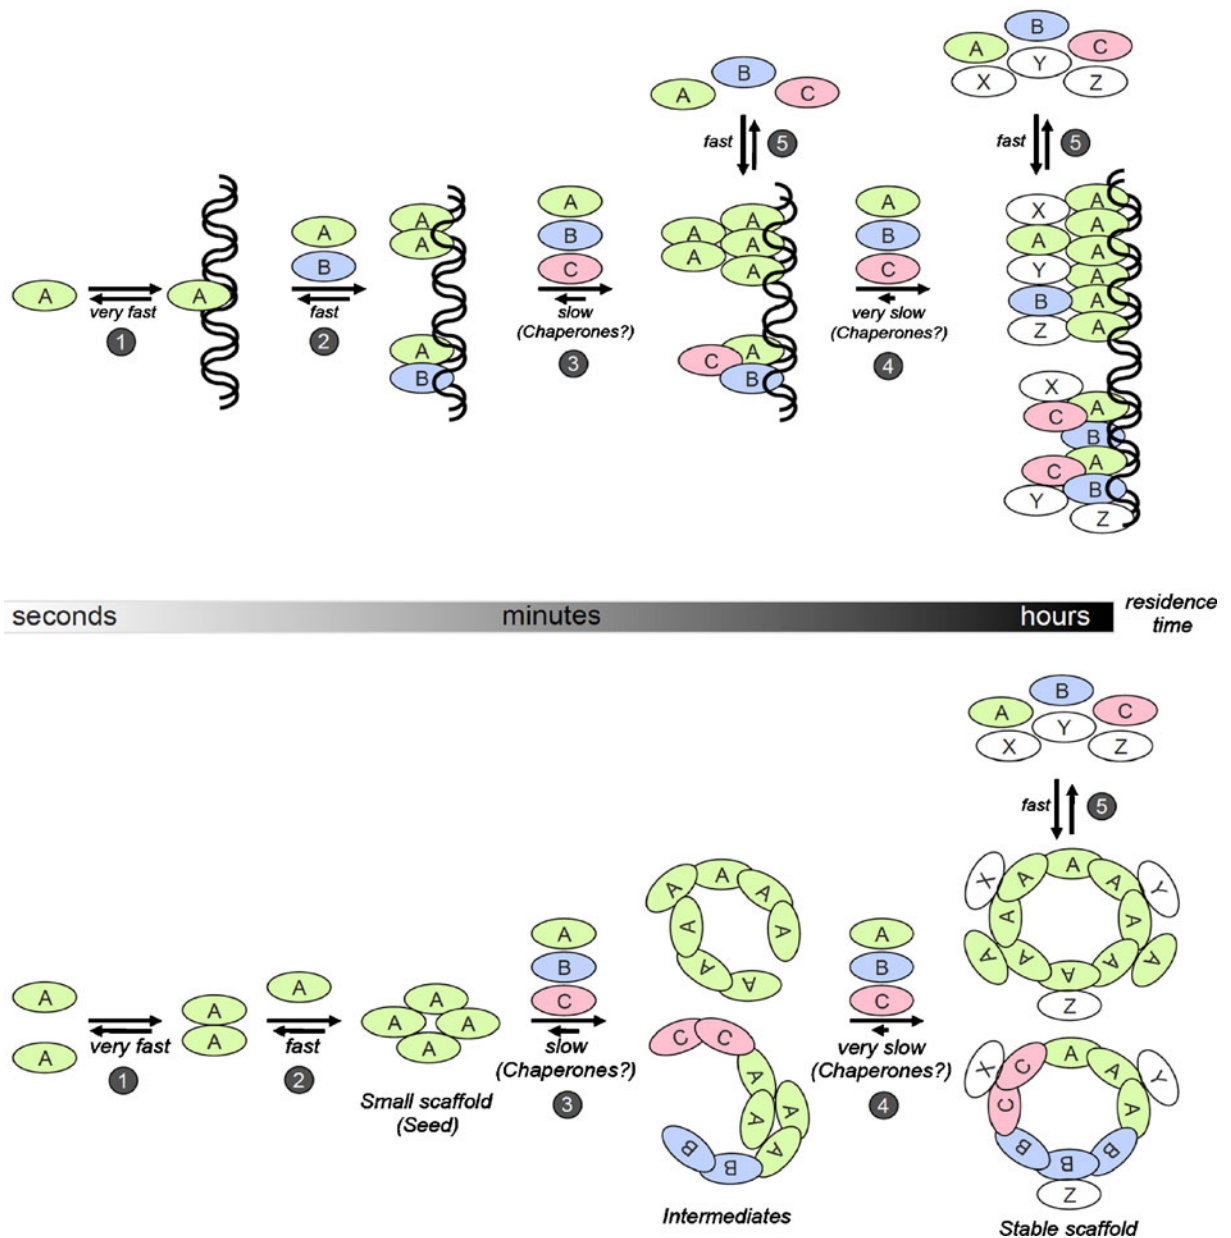 B
A
C
Y
X
Z
B
A
C
fast
5
fast
5
A
B
C
A
B
C
A
A
A
B
A
A
A
A
A
A
A
X
A
A
A
Y
A
A
B
A
Z
A
A
A
very fast
fast
slow
(Chaperones?)
very slow
(Chaperones?)
1
2
3
4
A
B
C
A
B
X
A
C
B
A
C
B
Y
Z
seconds
minutes
hours
residence
time
B
A
C
Y
X
Z
fast
5
A
B
C
A
B
C
A
A
A
A
A
A
A
A
X
A
A
A
Y
A
A
A
A
A
A
A
Z
A
A
A
A
A
A
A
A
A
very fast
fast
slow
(Chaperones?)
very slow
(Chaperones?)
1
2
3
4
Small scaffold
(Seed)
C
C
A
A
A
A
B
B
X
C
A
A
Y
C
A
B
B
B
Z
Intermediates
Stable scaffold